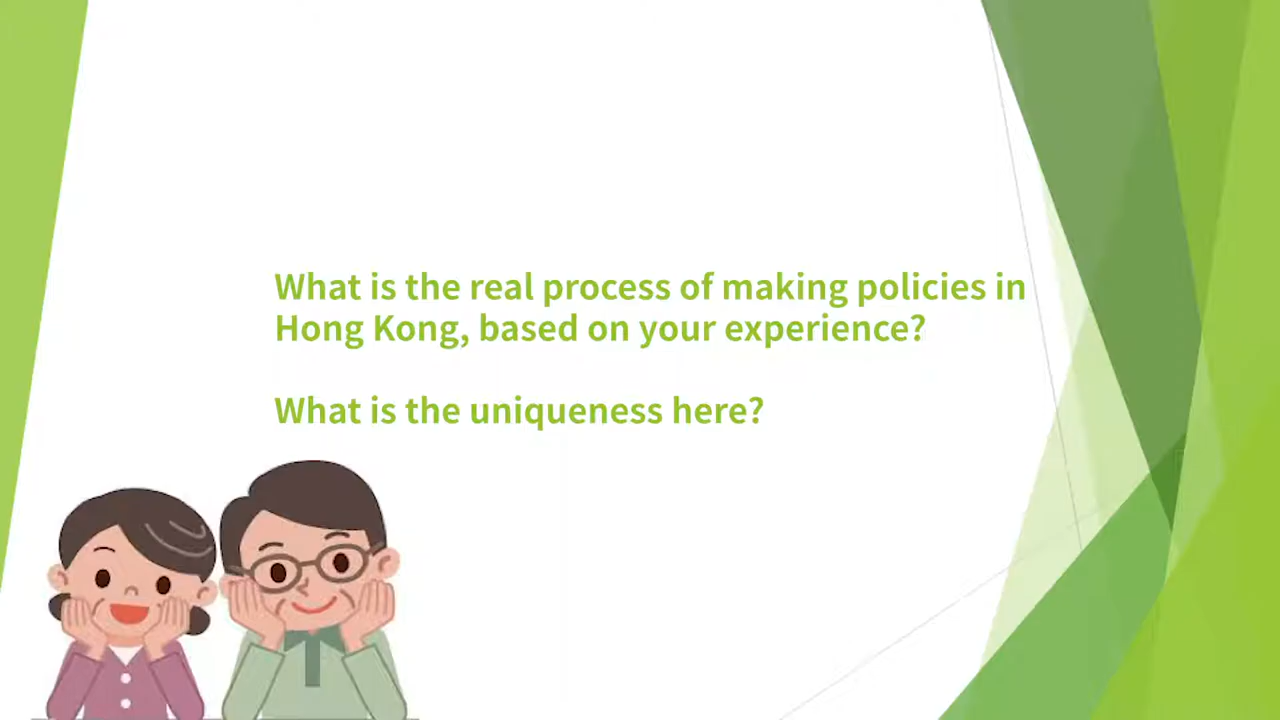 What is the real process of making policies in
Hong Kong, based on your experience?
What is the uniqueness here?